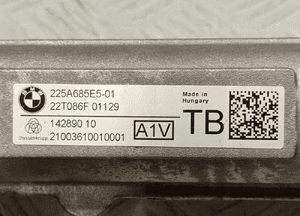 225A685E5-01
22T086F 01129
Made in
Hungary
142890 10
thyssenkrupp
21003610010001
A1V
TB